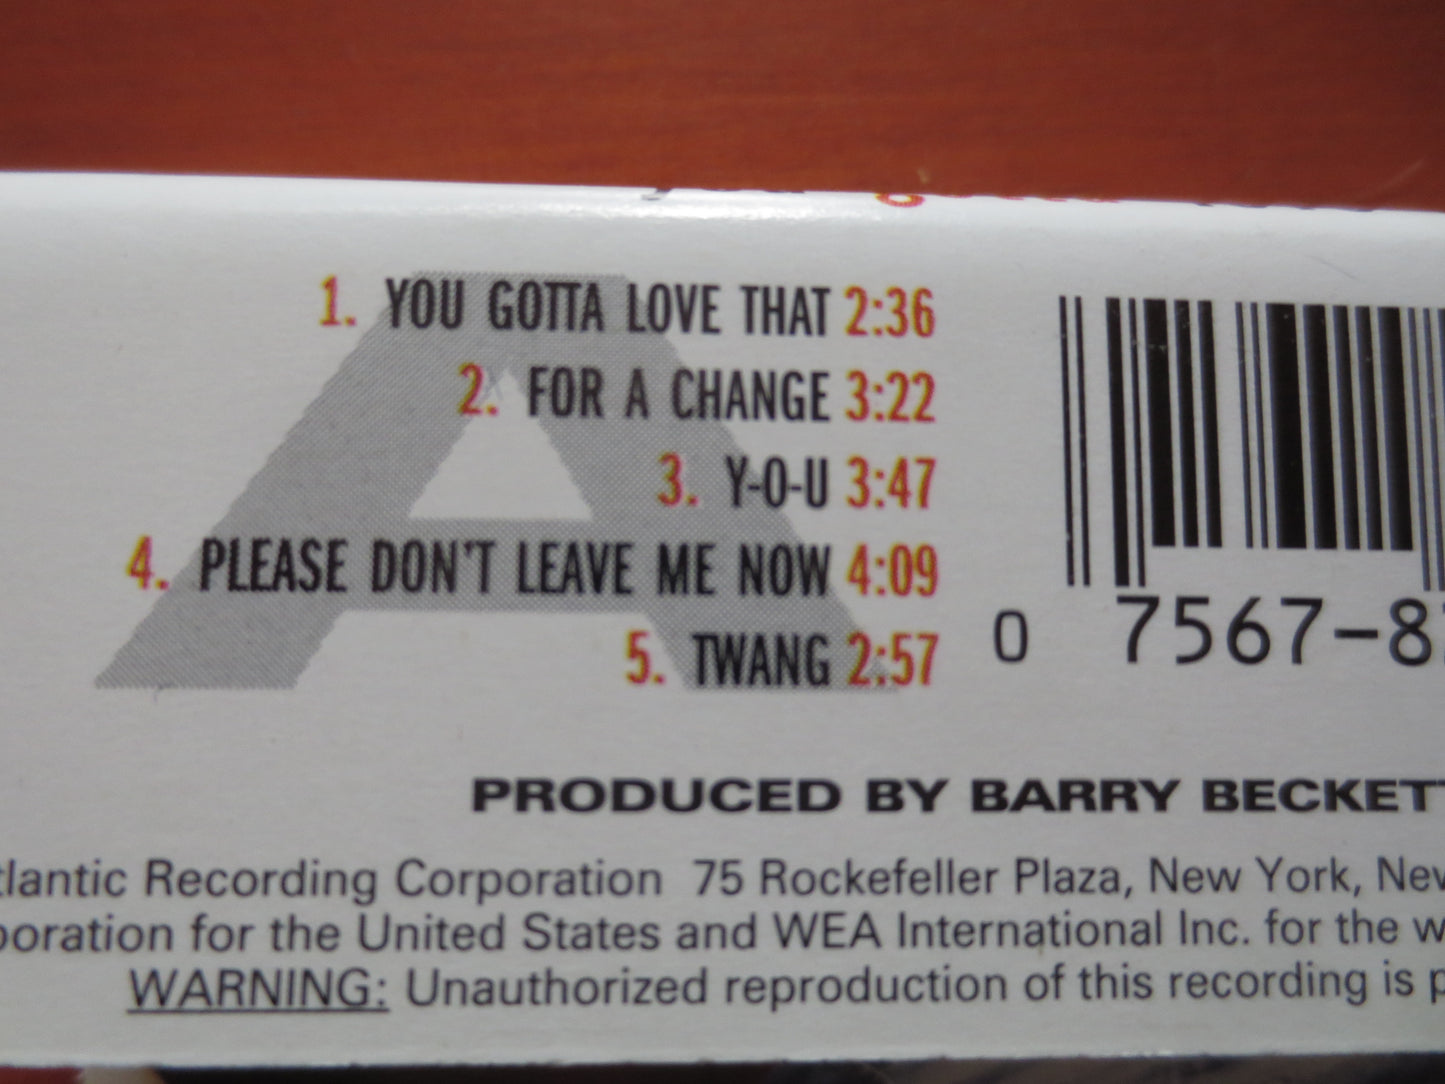 A
1. YOU GOTTA LOVE THAT 2:36
2. FOR A CHANGE 3:22
3. Y-O-U 3:47
4. PLEASE DON'T LEAVE ME NOW 4:09
5. TWANG 2:57
0 7567-8
PRODUCED BY BARRY BECKETT
tlantic Recording Corporation 75 Rockefeller Plaza, New York, New
poration for the United States and WEA International Inc. for the w
WARNING: Unauthorized reproduction of this recording is p